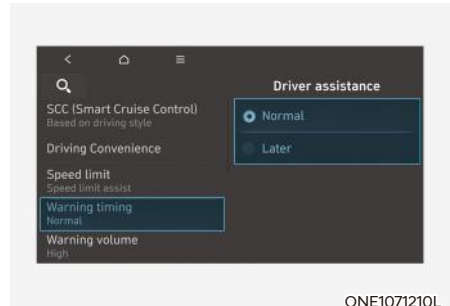 SCC (Smart Cruise Control)
Based on driving style
Driving Convenience
Speed limit
Speed limit assist
Warning timing
Normal
Warning volume
High
Driver assistance
Normal
Later
ONE1071210L